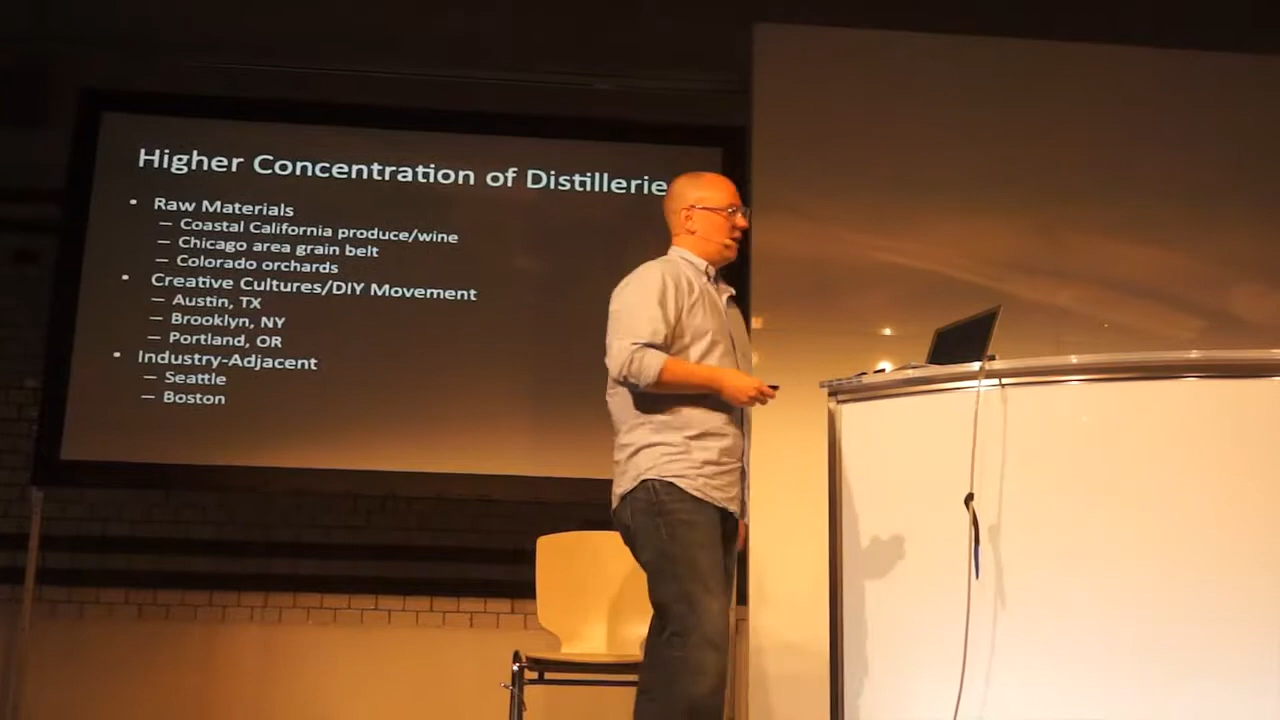 Higher Concentration of Distillerie
• Raw Materials
– Coastal California produce/wine
– Chicago area grain belt
– Colorado orchards
• Creative Cultures/DIY Movement
– Austin, TX
– Brooklyn, NY
– Portland, OR
• Industry-Adjacent
– Seattle
– Boston